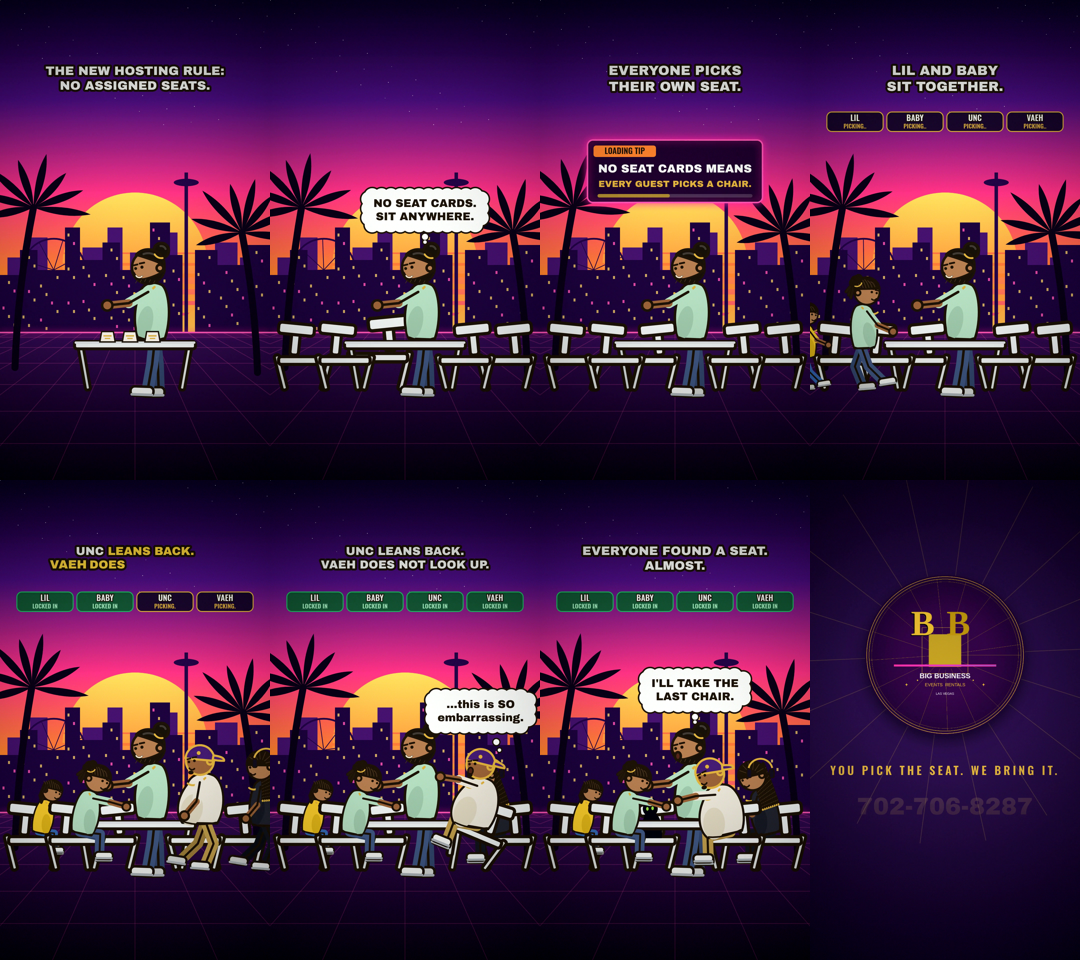 THE NEW HOSTING RULE:
NO ASSIGNED SEATS.
NO SEAT CARDS.
SIT ANYWHERE.
EVERYONE PICKS
THEIR OWN SEAT.
LOADING TIP
NO SEAT CARDS MEANS
EVERY GUEST PICKS A CHAIR.
LIL AND BABY
SIT TOGETHER.
LIL BABY UNC VAEH
PICKING.. PICKING.. PICKING.. PICKING..
UNC LEANS BACK.
VAEH DOES
LIL BABY UNC VAEH
LOCKED IN LOCKED IN PICKING. PICKING.
UNC LEANS BACK.
VAEH DOES NOT LOOK UP.
LIL BABY UNC VAEH
LOCKED IN LOCKED IN LOCKED IN LOCKED IN
...this is SO
embarrassing.
EVERYONE FOUND A SEAT.
ALMOST.
LIL BABY UNC VAEH
LOCKED IN LOCKED IN LOCKED IN LOCKED IN
I'LL TAKE THE
LAST CHAIR.
B B
BIG BUSINESS
EVENTS RENTALS
LAS VEGAS
YOU PICK THE SEAT. WE BRING IT.
702-706-8287